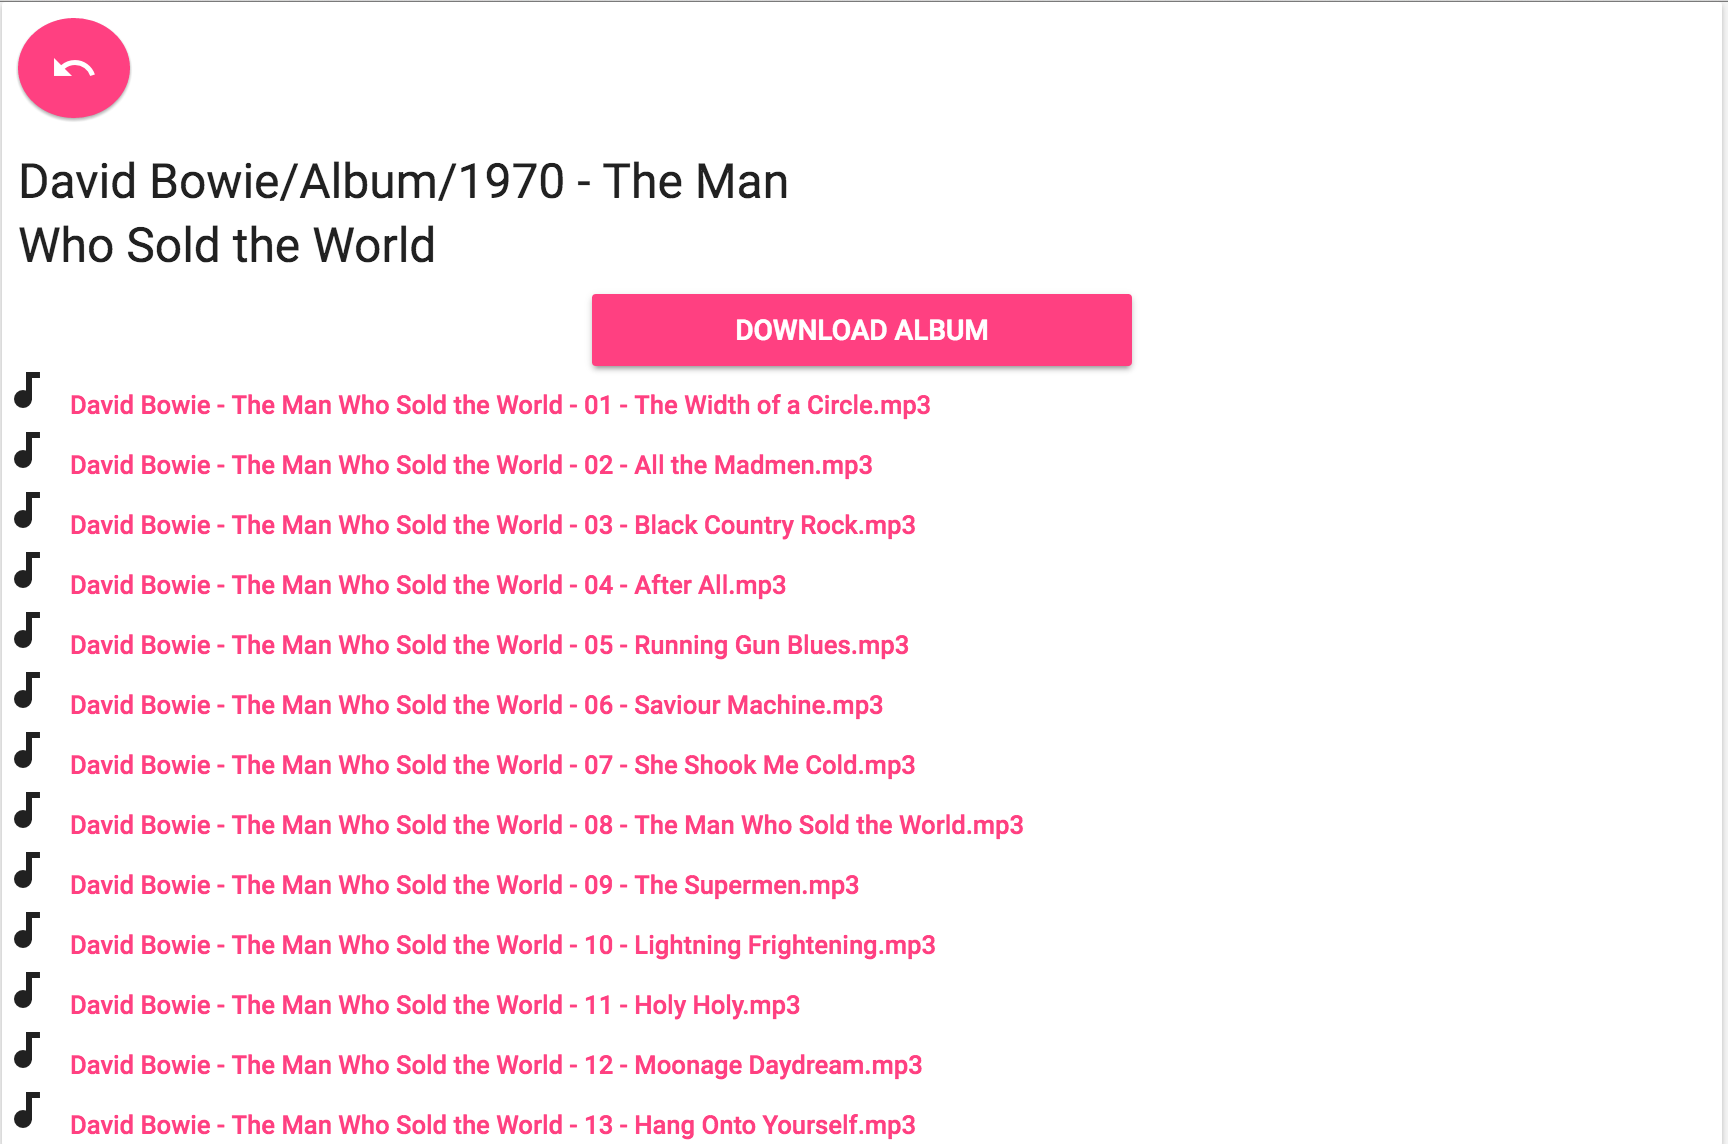 David Bowie/Album/1970 - The Man
Who Sold the World
DOWNLOAD ALBUM
David Bowie - The Man Who Sold the World - 01 - The Width of a Circle.mp3
David Bowie - The Man Who Sold the World - 02 - All the Madmen.mp3
David Bowie - The Man Who Sold the World - 03 - Black Country Rock.mp3
David Bowie - The Man Who Sold the World - 04 - After All.mp3
David Bowie - The Man Who Sold the World - 05 - Running Gun Blues.mp3
David Bowie - The Man Who Sold the World - 06 - Saviour Machine.mp3
David Bowie - The Man Who Sold the World - 07 - She Shook Me Cold.mp3
David Bowie - The Man Who Sold the World - 08 - The Man Who Sold the World.mp3
David Bowie - The Man Who Sold the World - 09 - The Supermen.mp3
David Bowie - The Man Who Sold the World - 10 - Lightning Frightening.mp3
David Bowie - The Man Who Sold the World - 11 - Holy Holy.mp3
David Bowie - The Man Who Sold the World - 12 - Moonage Daydream.mp3
David Bowie - The Man Who Sold the World - 13 - Hang Onto Yourself.mp3